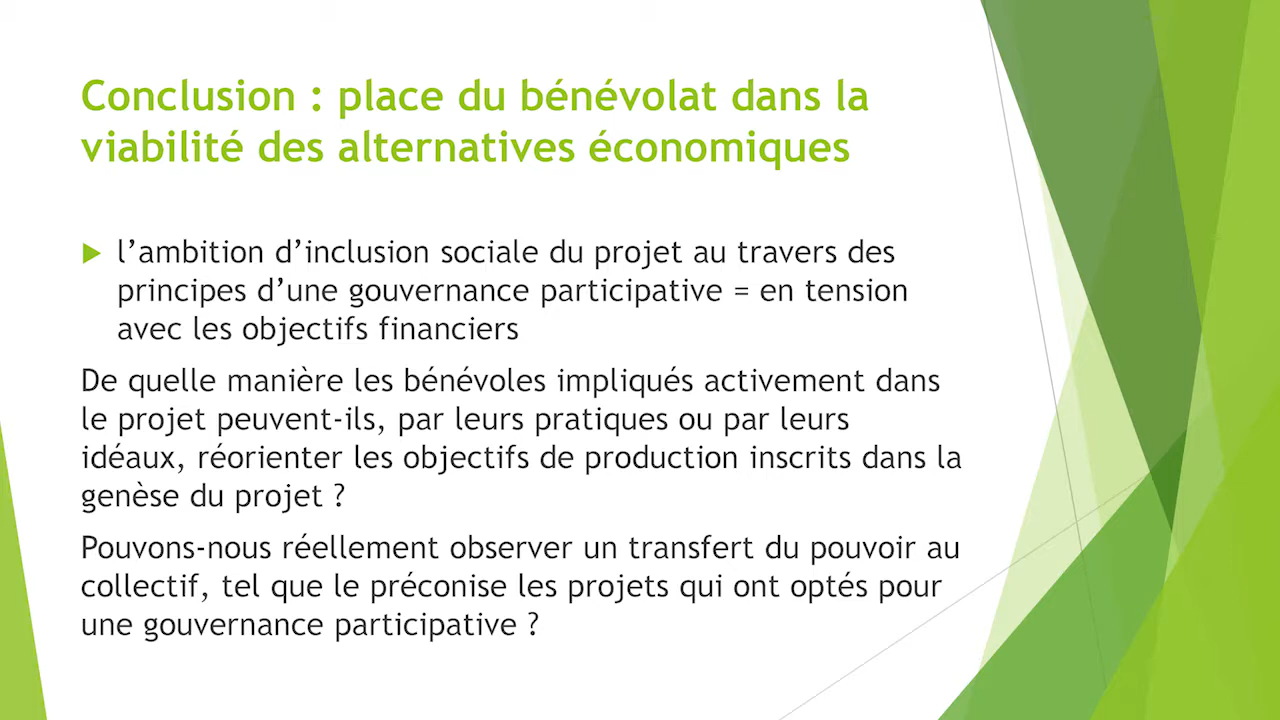 Conclusion : place du bénévolat dans la
viabilité des alternatives économiques
l’ambition d’inclusion sociale du projet au travers des
principes d’une gouvernance participative = en tension
avec les objectifs financiers
De quelle manière les bénévoles impliqués activement dans
le projet peuvent-ils, par leurs pratiques ou par leurs
idéaux, réorienter les objectifs de production inscrits dans la
genèse du projet ?
Pouvons-nous réellement observer un transfert du pouvoir au
collectif, tel que le préconise les projets qui ont optés pour
une gouvernance participative ?